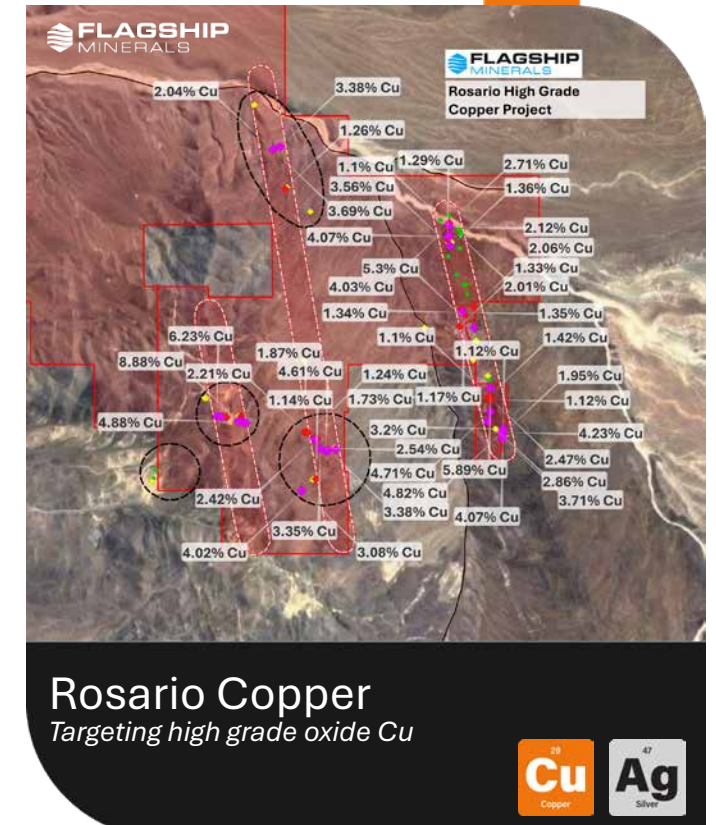 FLAGSHIP
MINERALS
FLAGSHIP
MINERALS
Rosario High Grade
Copper Project
2.04% Cu
3.38% Cu
1.26% Cu
1.1% Cu
1.29% Cu
2.71% Cu
3.56% Cu
1.36% Cu
3.69% Cu
4.07% Cu
2.12% Cu
2.06% Cu
5.3% Cu
1.33% Cu
4.03% Cu
2.01% Cu
1.34% Cu
1.35% Cu
6.23% Cu
1.1% Cu
1.42% Cu
8.88% Cu
1.87% Cu
1.12% Cu
2.21% Cu
4.61% Cu
1.24% Cu
1.95% Cu
1.14% Cu
1.73% Cu
1.17% Cu
1.12% Cu
4.88% Cu
3.2% Cu
4.23% Cu
2.54% Cu
2.47% Cu
4.71% Cu
5.89% Cu
2.86% Cu
2.42% Cu
4.82% Cu
3.71% Cu
3.38% Cu
4.07% Cu
3.35% Cu
4.02% Cu
3.08% Cu
Rosario Copper
Targeting high grade oxide Cu
29
Cu
Copper
47
Ag
Silver